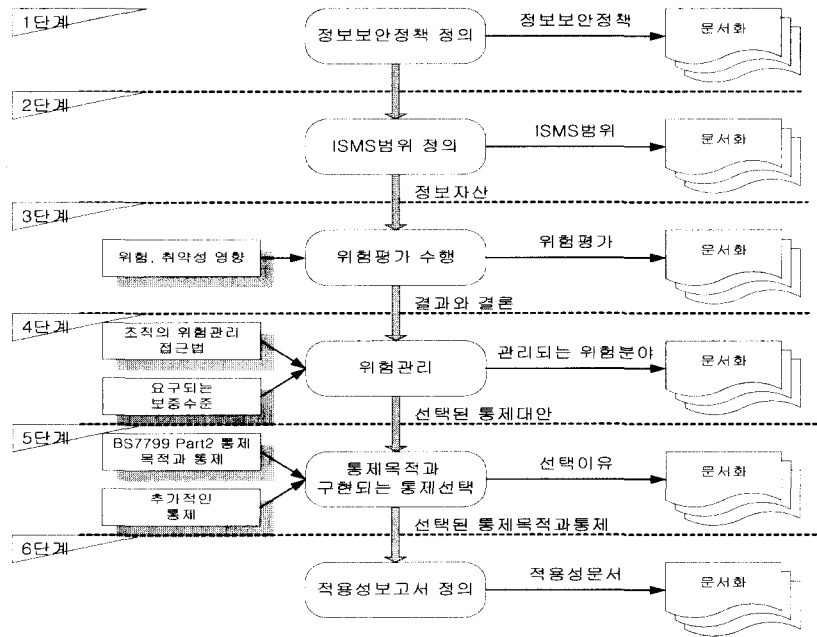 1단계
정보보안정책 정의
정보보안정책
문서화
2단계
ISMS범위 정의
ISMS범위
문서화
정보자산
3단계
위험, 취약성 영향
위험평가 수행
위험평가
문서화
결과와 결론
4단계
조직의 위험관리
접근법
요구되는
보증수준
위험관리
관리되는 위험분야
문서화
선택된 통제대안
5단계
BS7799 Part2 통제
목적과 통제
추가적인
통제
통제목적과
구현되는 통제선택
선택이유
문서화
선택된 통제목적과통제
6단계
적용성보고서 정의
적용성문서
문서화